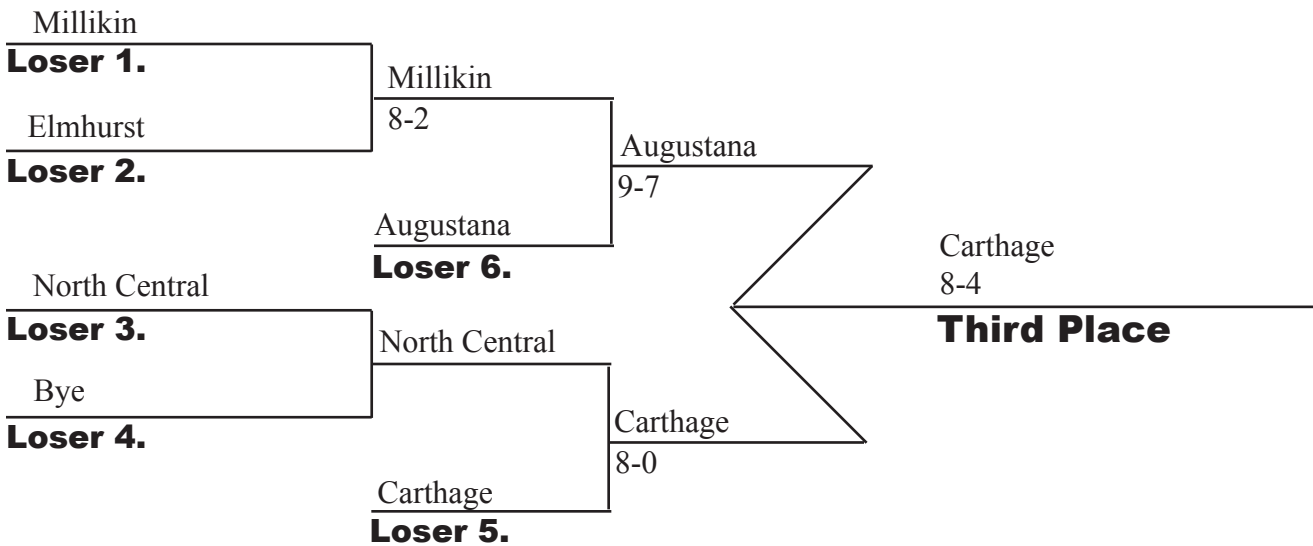 Millikin
Loser 1.
Millikin
8-2
Elmhurst
Loser 2.
Augustana
9-7
Augustana
Loser 6.
North Central
Loser 3.
North Central
Bye
Loser 4.
Carthage
8-0
Carthage
Loser 5.
Carthage
8-4
Third Place